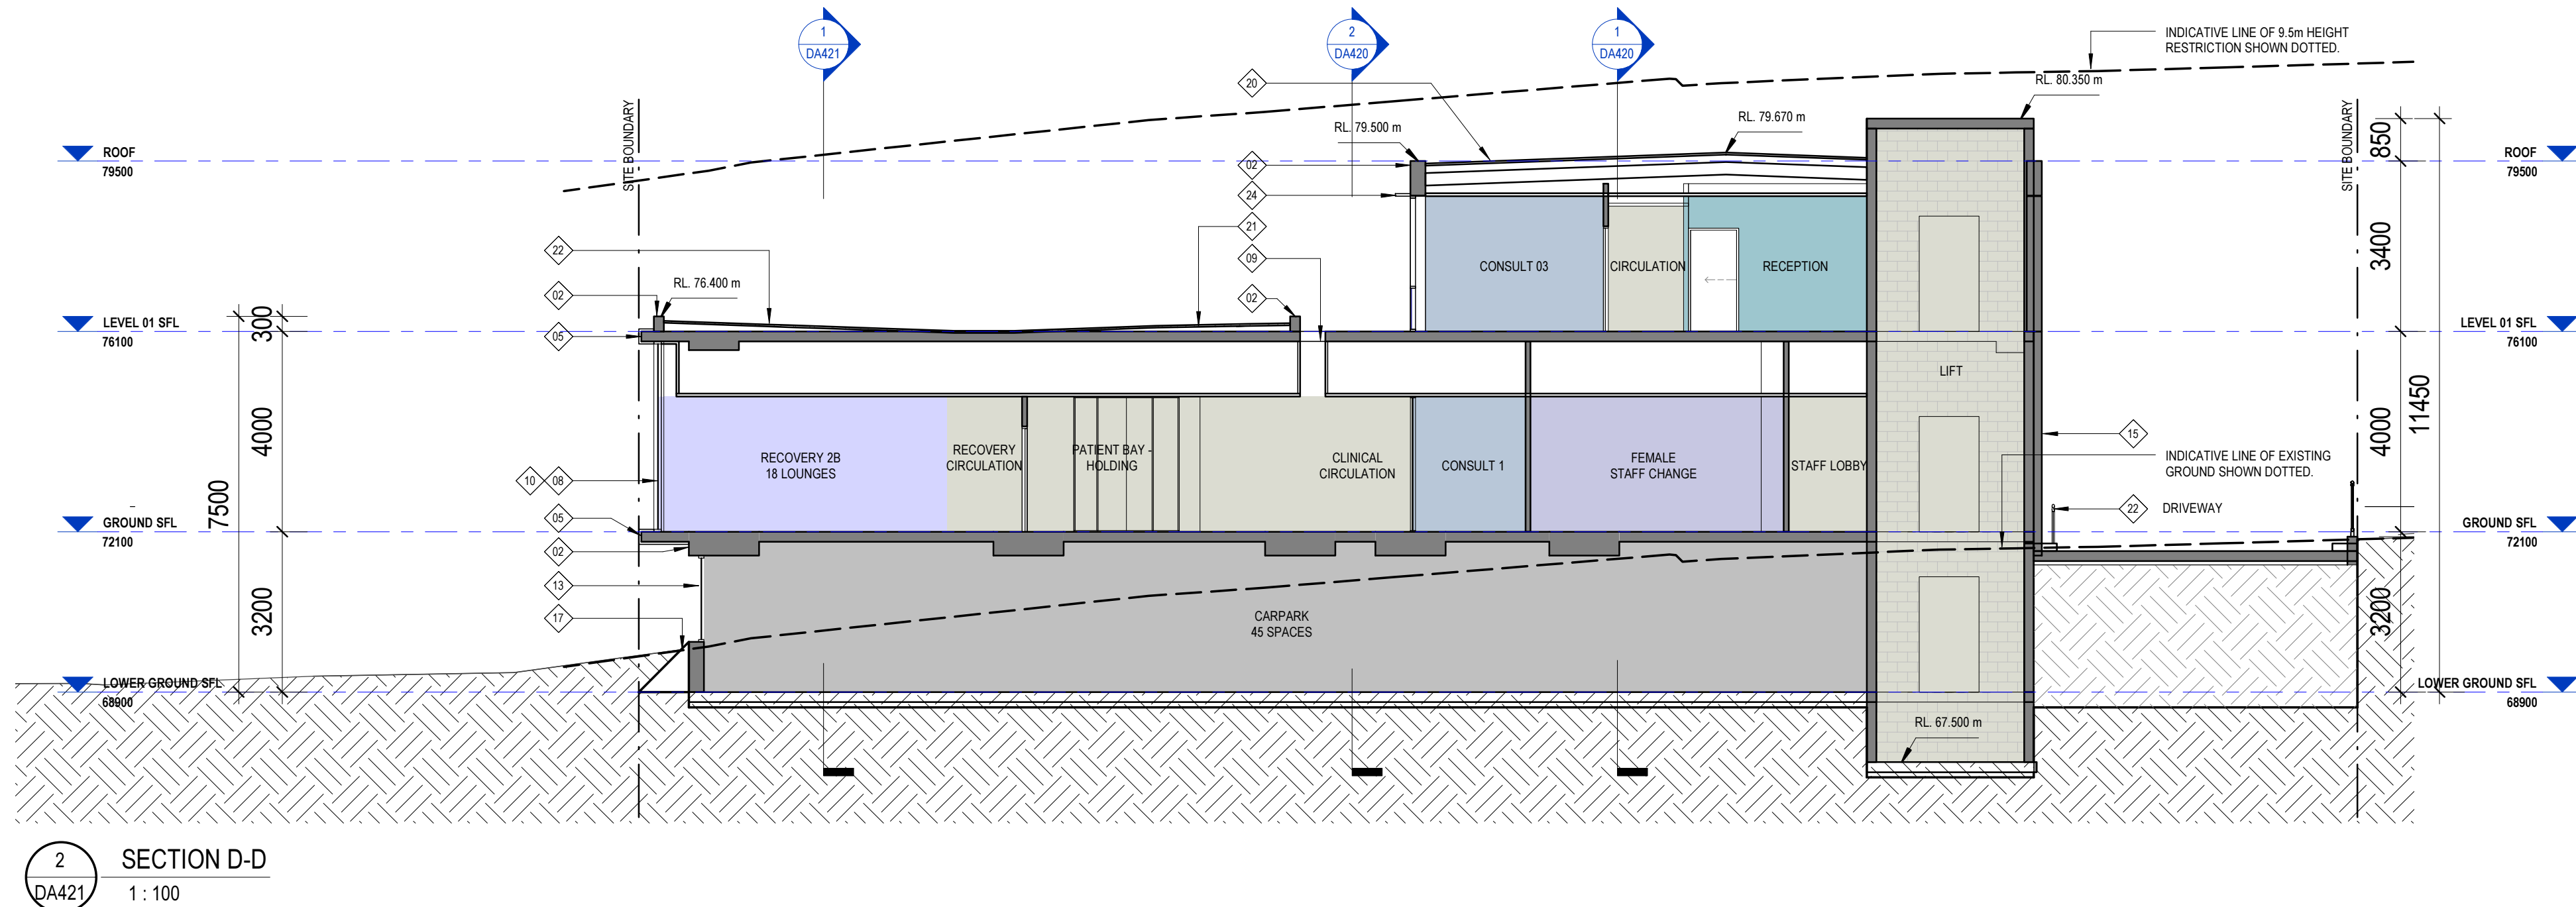 1
DA421
2
DA420
1
DA420
INDICATIVE LINE OF 9.5m HEIGHT
RESTRICTION SHOWN DOTTED.
RL. 80.350 m
20
SITE BOUNDARY
SITE BOUNDARY
RL. 79.500 m
RL. 79.670 m
850
ROOF
79500
02
ROOF
79500
24
21
3400
22
09
CONSULT 03
CIRCULATION
RECEPTION
02
RL. 76.400 m
02
300
LEVEL 01 SFL
76100
05
LEVEL 01 SFL
76100
LIFT
11450
4000
4000
15
7500
RECOVERY 2B
18 LOUNGES
RECOVERY
CIRCULATION
PATIENT BAY -
HOLDING
CLINICAL
CIRCULATION
CONSULT 1
FEMALE
STAFF CHANGE
STAFF LOBBY
INDICATIVE LINE OF EXISTING
GROUND SHOWN DOTTED.
10
08
22
DRIVEWAY
GROUND SFL
72100
05
GROUND SFL
72100
02
13
3200
3200
17
CARPARK
45 SPACES
LOWER GROUND SFL
68900
LOWER GROUND SFL
68900
RL. 67.500 m
2
DA421
SECTION D-D
1 : 100